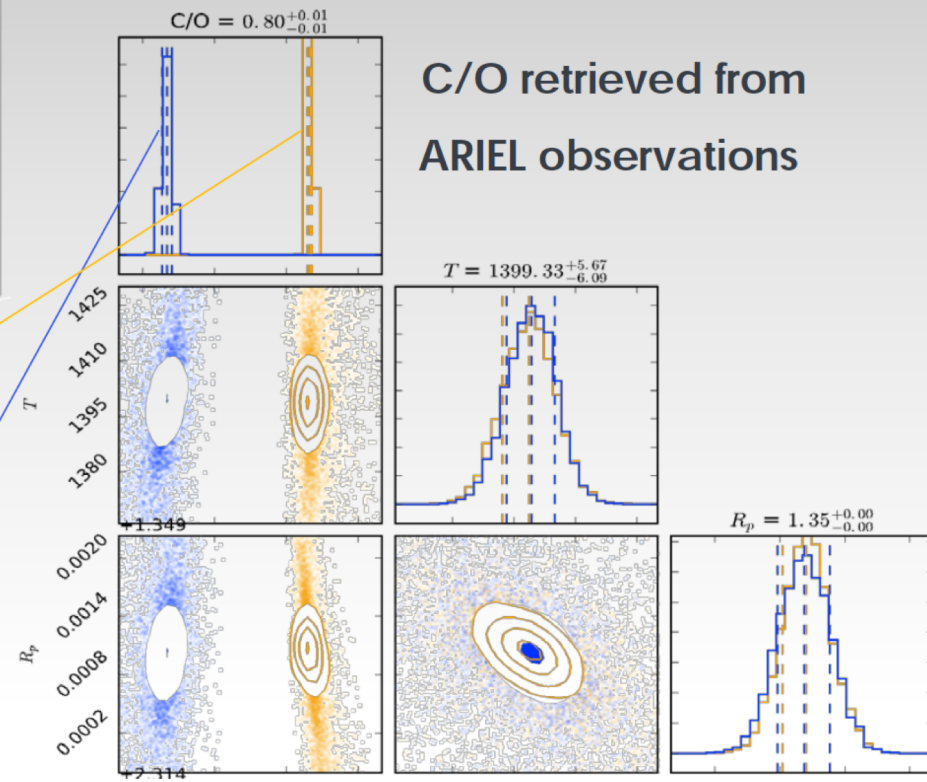 C/O = 0.80+0.01−0.01
C/O retrieved from
ARIEL observations
T = 1399.33+5.67−6.09
T
1425
1410
1395
1380
+1.349
Rp = 1.35+0.00−0.00
Rp
0.0020
0.0014
0.0008
0.0002
+2.314